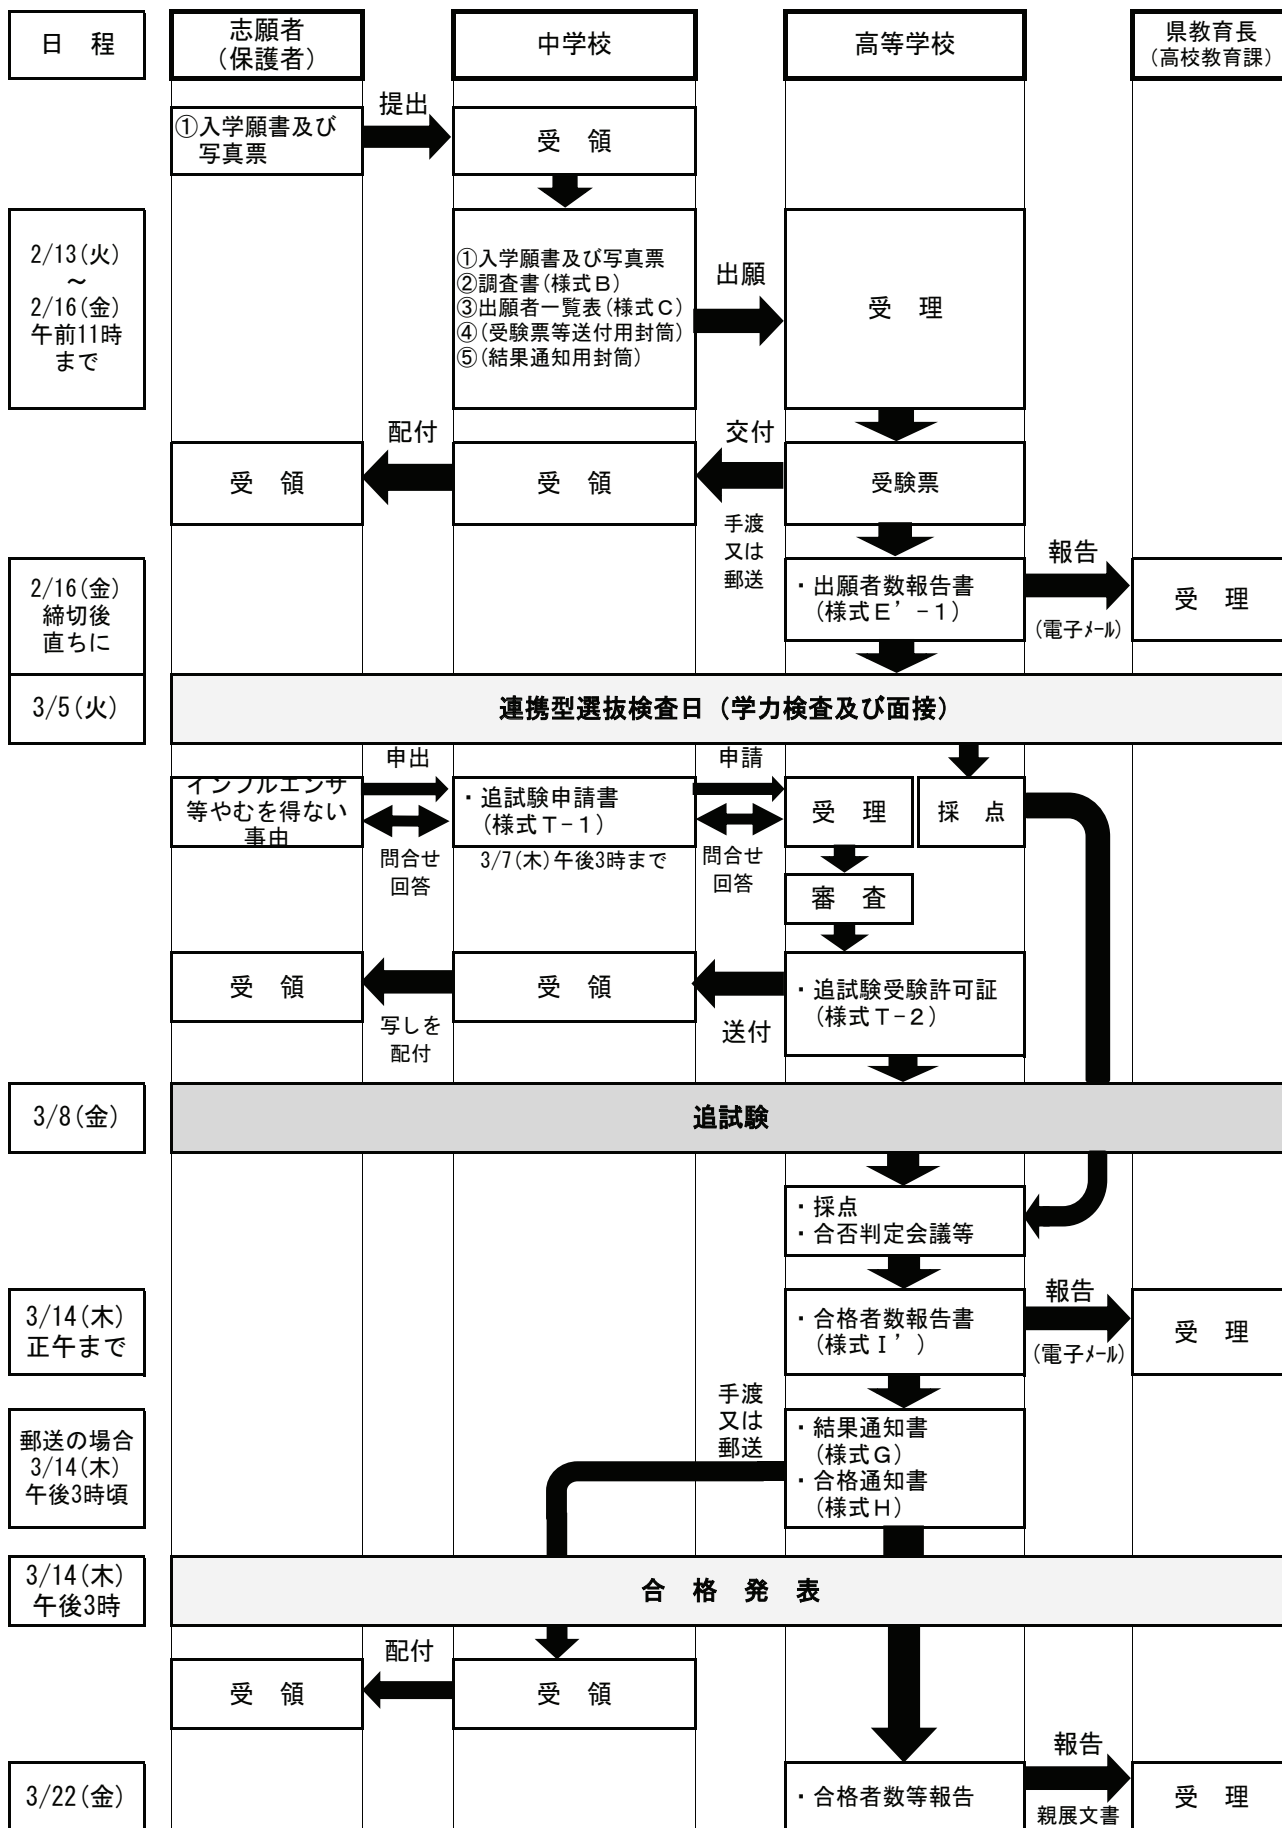 日　程
志願者
（保護者）
中学校
高等学校
県教育長
（高校教育課）
①入学願書及び
写真票
提出
受　領
2/13(火)
～
2/16(金)
午前11時
まで
①入学願書及び写真票
②調査書(様式Ｂ)
③出願者一覧表(様式Ｃ)
④(受験票等送付用封筒)
⑤(結果通知用封筒)
出願
受　理
受　領
配付
受　領
交付
手渡
又は
郵送
受験票
2/16(金)
締切後
直ちに
・出願者数報告書
(様式Ｅ’－１)
報告
(電子ﾒｰﾙ)
受　理
3/5(火)
連携型選抜検査日（学力検査及び面接）
インフルエンザ
等やむを得ない
事由
申出
問合せ
回答
・追試験申請書
(様式Ｔ－１)
3/7(木)午後3時まで
申請
問合せ
回答
受　理
採　点
審　査
受　領
写しを
配付
受　領
送付
・追試験受験許可証
(様式Ｔ－２)
3/8(金)
追試験
・採点
・合否判定会議等
3/14(木)
正午まで
・合格者数報告書
(様式Ｉ’)
報告
(電子ﾒｰﾙ)
受　理
郵送の場合
3/14(木)
午後3時頃
手渡
又は
郵送
・結果通知書
(様式Ｇ)
・合格通知書
(様式Ｈ)
3/14(木)
午後3時
合　格　発　表
受　領
配付
受　領
3/22(金)
・合格者数等報告
報告
親展文書
受　理